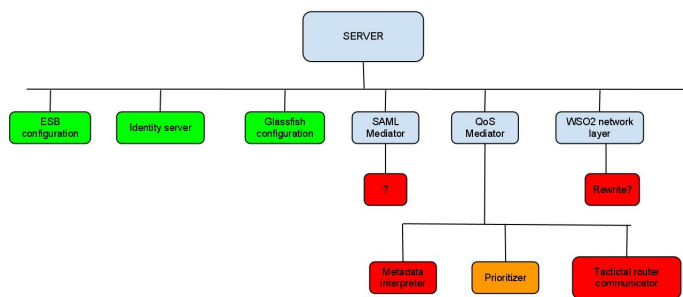 SERVER
ESB
configuration
Identity server
Glassfish
configuration
SAML
Mediator
QoS
Mediator
WSO2 network
layer
?
Rewrite?
Metadata
interpreter
Prioritizer
Tactictal router
communicator